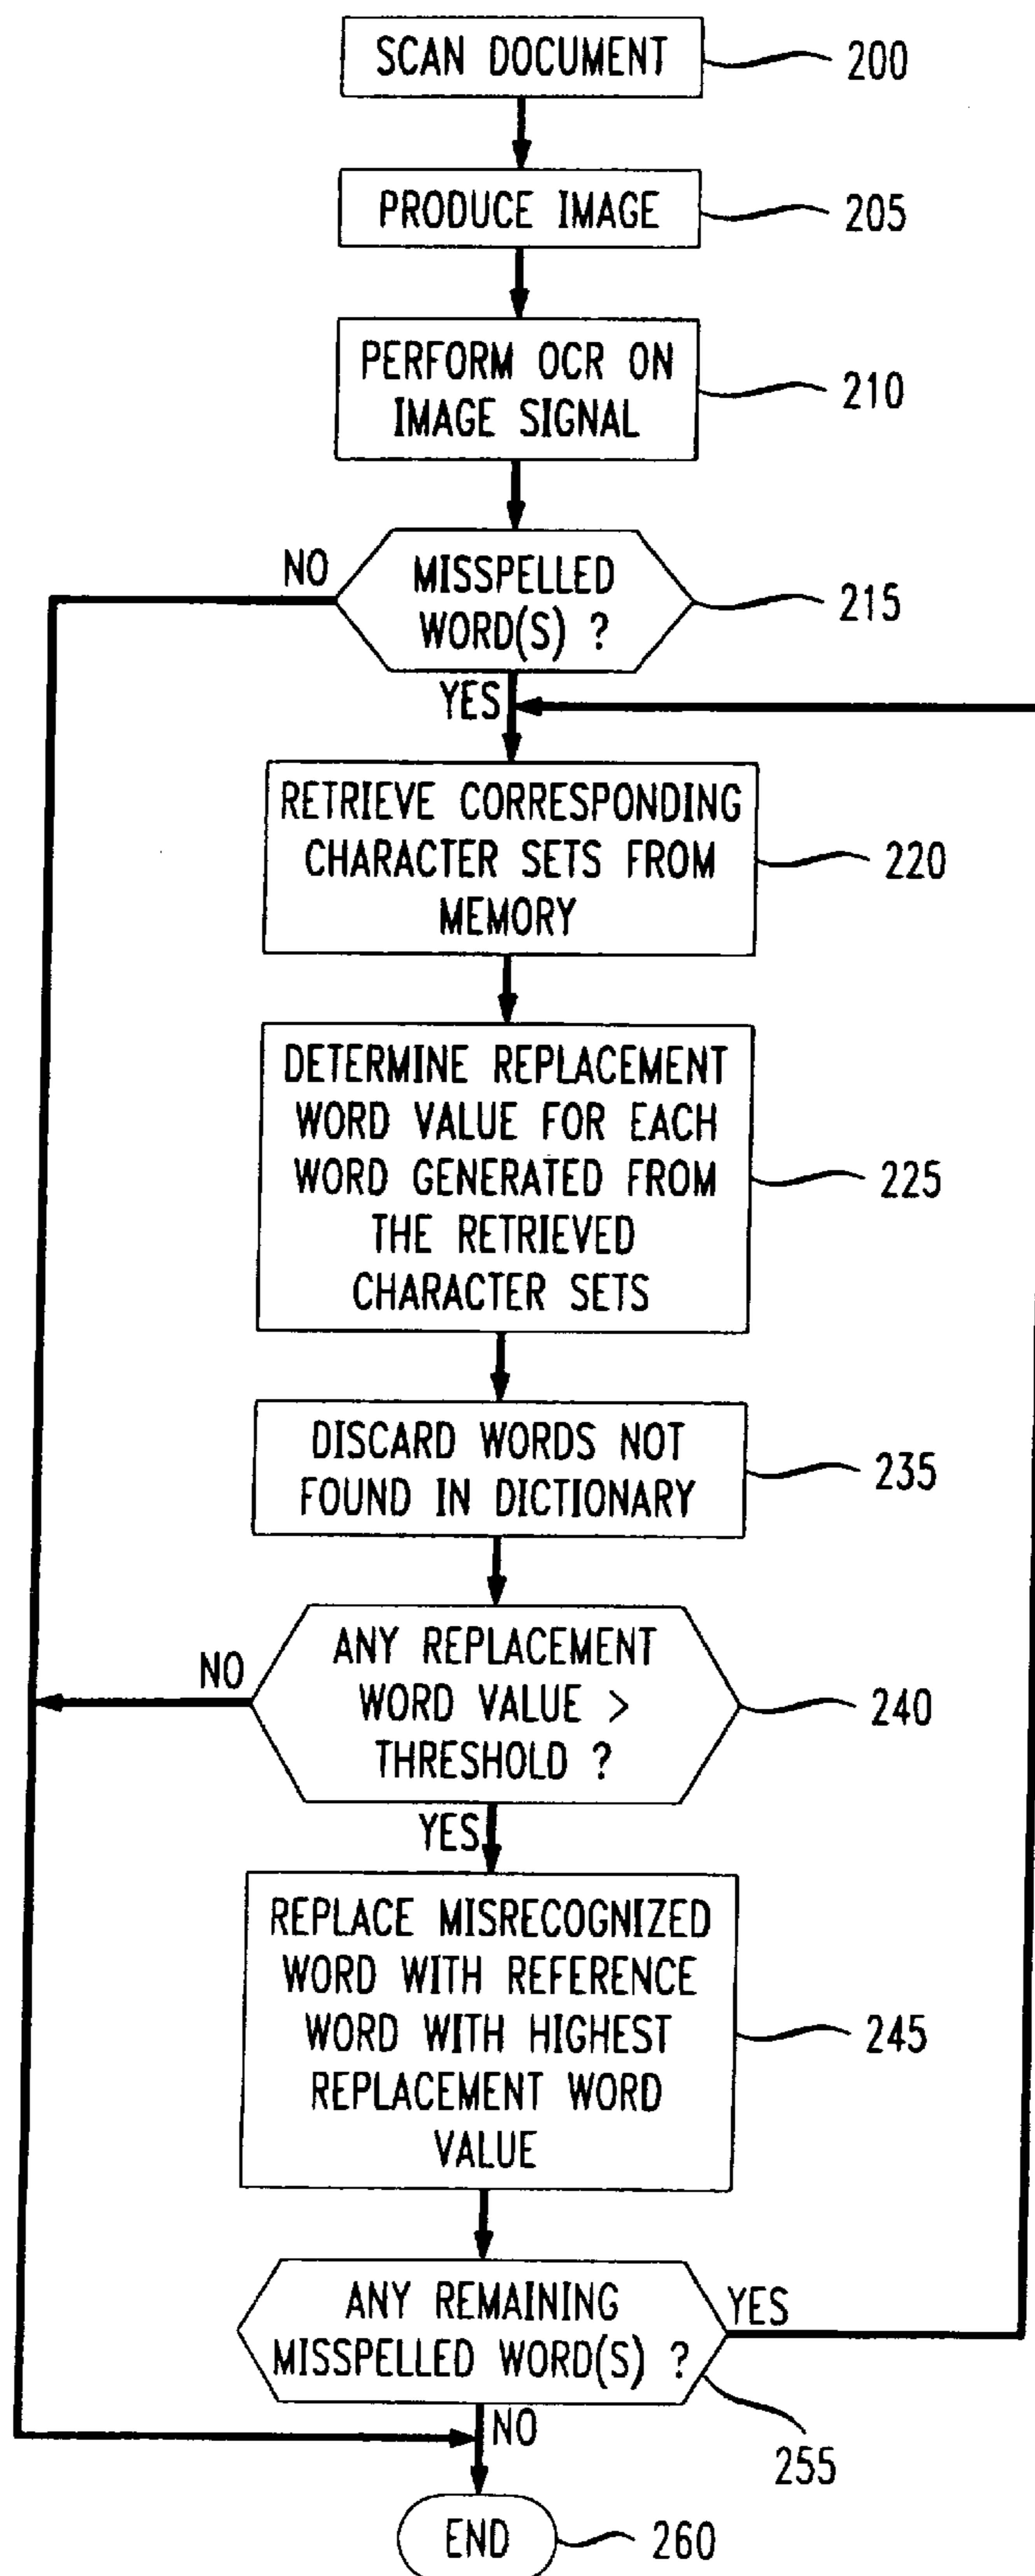 SCAN DOCUMENT
200
PRODUCE IMAGE
205
PERFORM OCR ON
IMAGE SIGNAL
210
NO
MISSPELLED
WORD(S) ?
215
YES
RETRIEVE CORRESPONDING
CHARACTER SETS FROM
MEMORY
220
DETERMINE REPLACEMENT
WORD VALUE FOR EACH
WORD GENERATED FROM
THE RETRIEVED
CHARACTER SETS
225
DISCARD WORDS NOT
FOUND IN DICTIONARY
235
NO
ANY REPLACEMENT
WORD VALUE >
THRESHOLD ?
240
YES
REPLACE MISRECOGNIZED
WORD WITH REFERENCE
WORD WITH HIGHEST
REPLACEMENT WORD
VALUE
245
ANY REMAINING
MISSPELLED WORD(S) ?
YES
255
NO
END
260